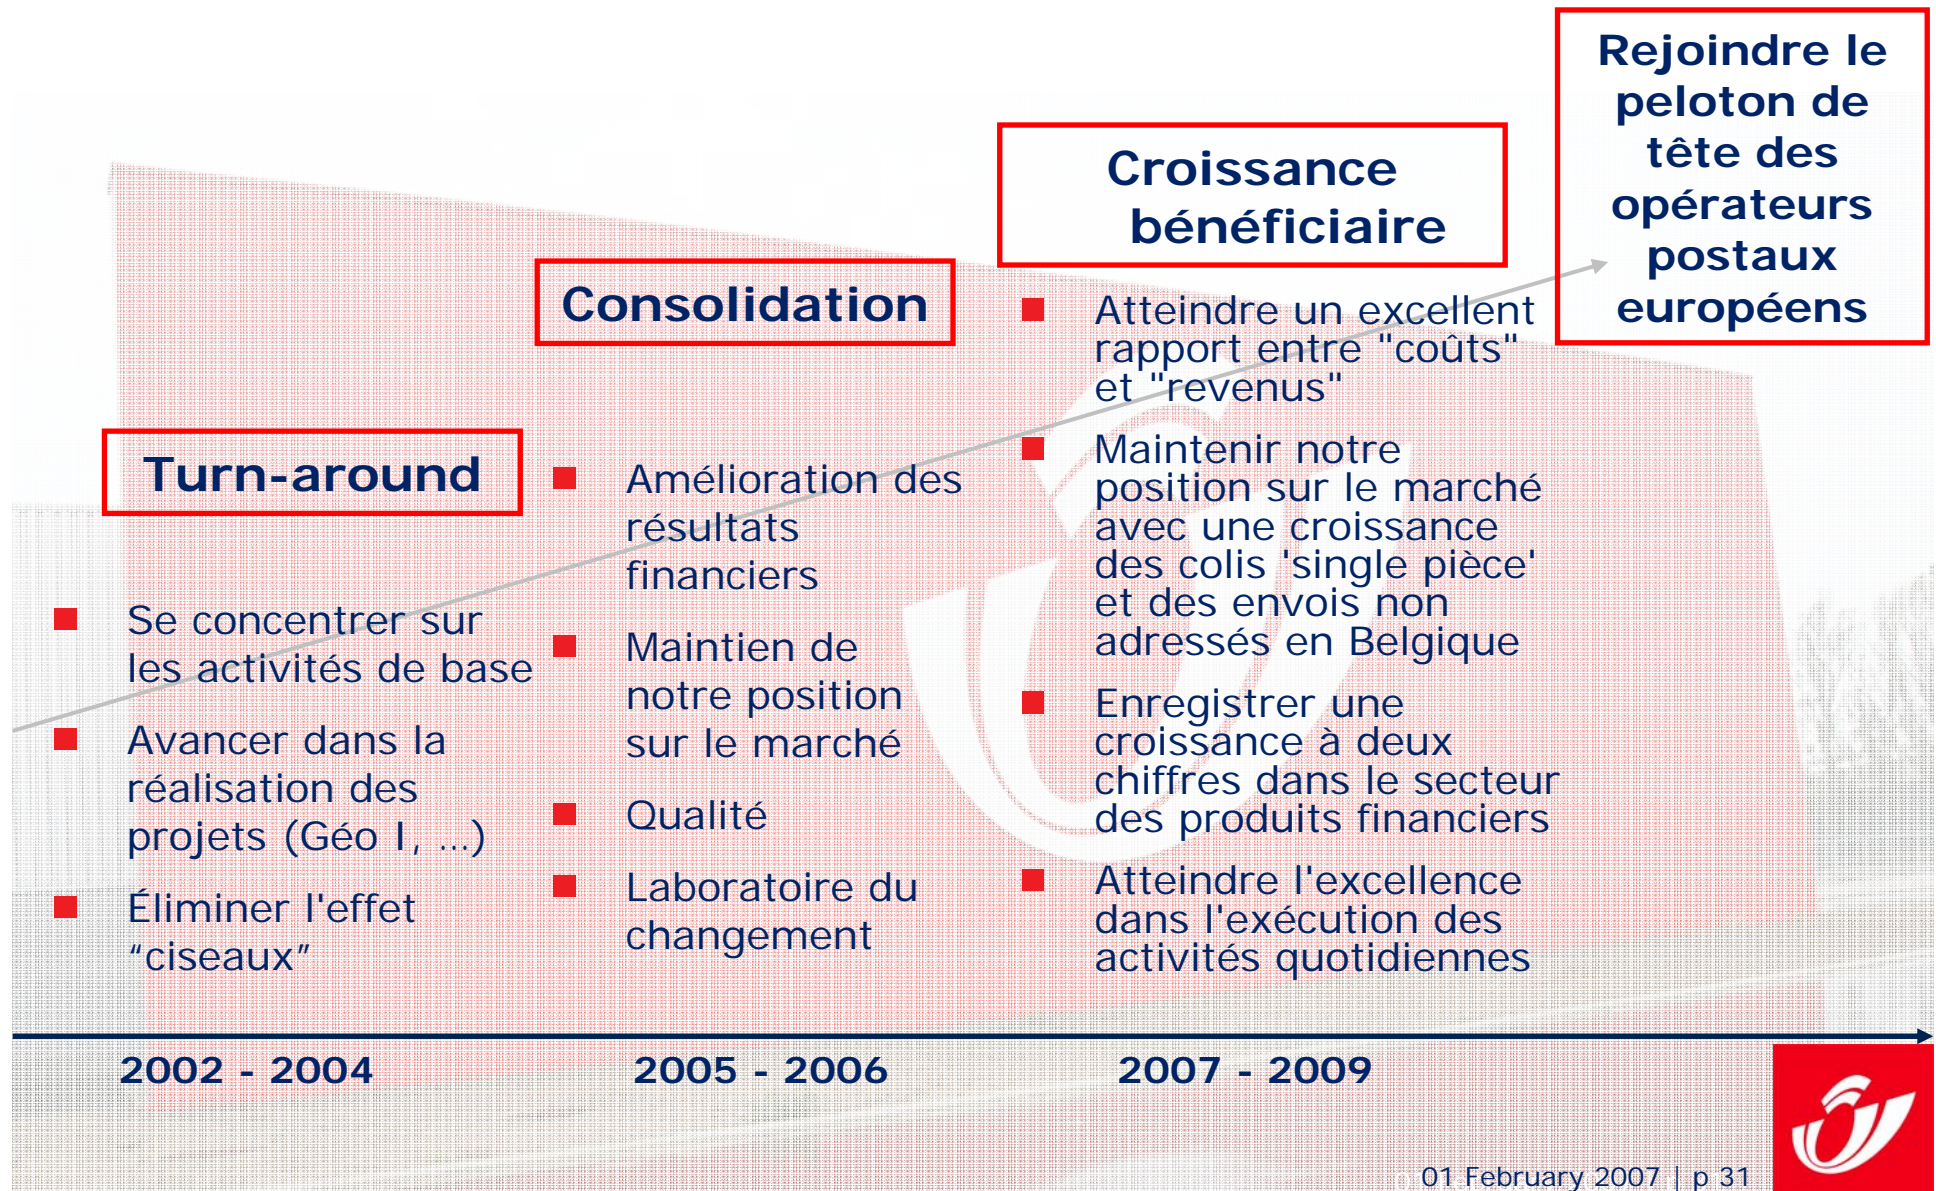 Rejoindre le
peloton de
tête des
opérateurs
postaux
européens
Croissance
bénéficiaire
Consolidation
Turn-around
Se concentrer sur
les activités de base
Avancer dans la
réalisation des
projets (Géo I, ...)
Éliminer l'effet
“ciseaux”
Amélioration des
résultats
financiers
Maintien de
notre position
sur le marché
Qualité
Laboratoire du
changement
Atteindre un excellent
rapport entre "coûts"
et "revenus"
Maintenir notre
position sur le marché
avec une croissance
des colis 'single pièce'
et des envois non
adressés en Belgique
Enregistrer une
croissance à deux
chiffres dans le secteur
des produits financiers
Atteindre l'excellence
dans l'exécution des
activités quotidiennes
2002 - 2004
2005 - 2006
2007 - 2009
01 February 2007 | p 31